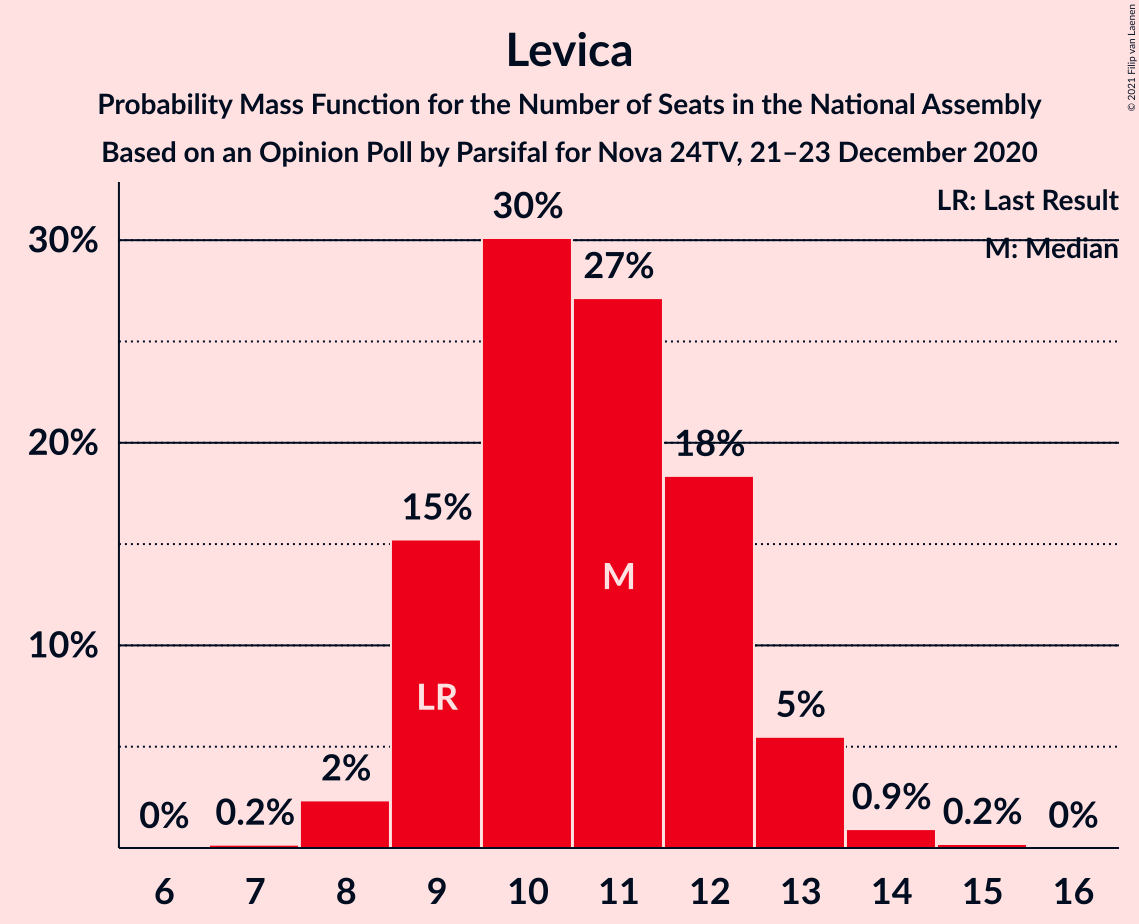 Levica
Probability Mass Function for the Number of Seats in the National Assembly
Based on an Opinion Poll by Parsifal for Nova 24TV, 21–23 December 2020
© 2021 Filip van Laenen
LR: Last Result
M: Median
30%
20%
10%
0%
0.2%
2%
15%
30%
27%
18%
5%
0.9%
0.2%
0%
LR
M
6 7 8 9 10 11 12 13 14 15 16